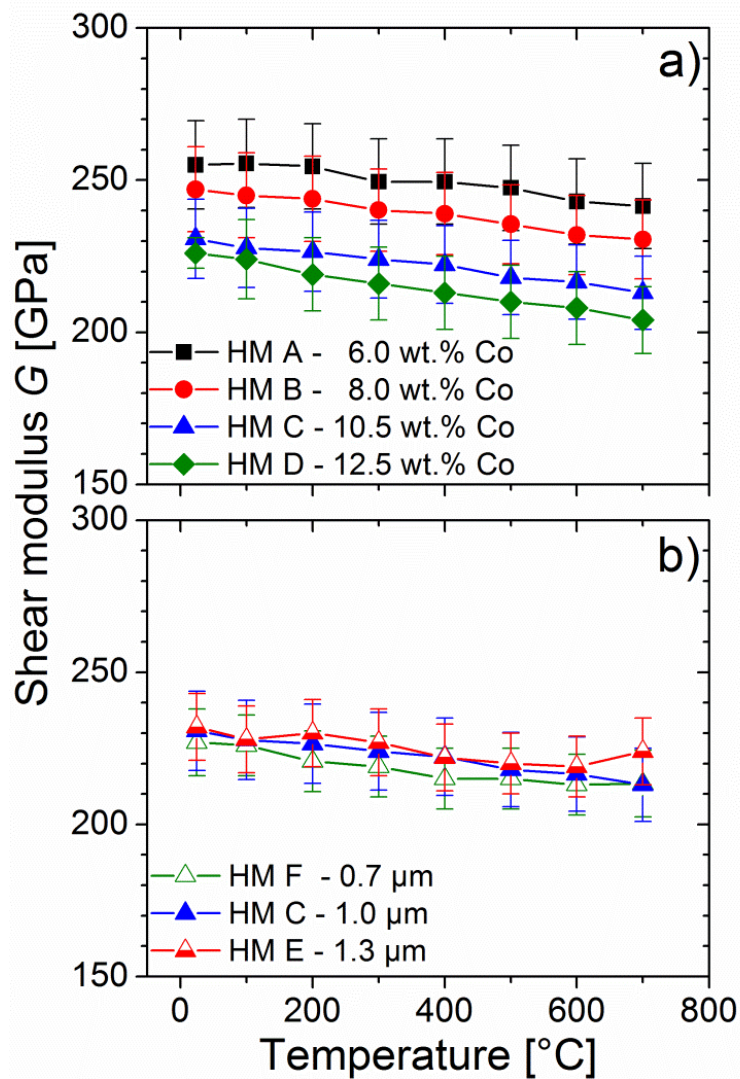 Shear modulus G [GPa]
300
a)
250
200
HM A - 6.0 wt.% Co
HM B - 8.0 wt.% Co
HM C - 10.5 wt.% Co
HM D - 12.5 wt.% Co
150
300
b)
250
200
HM F - 0.7 µm
HM C - 1.0 µm
HM E - 1.3 µm
150
0 200 400 600 800
Temperature [°C]